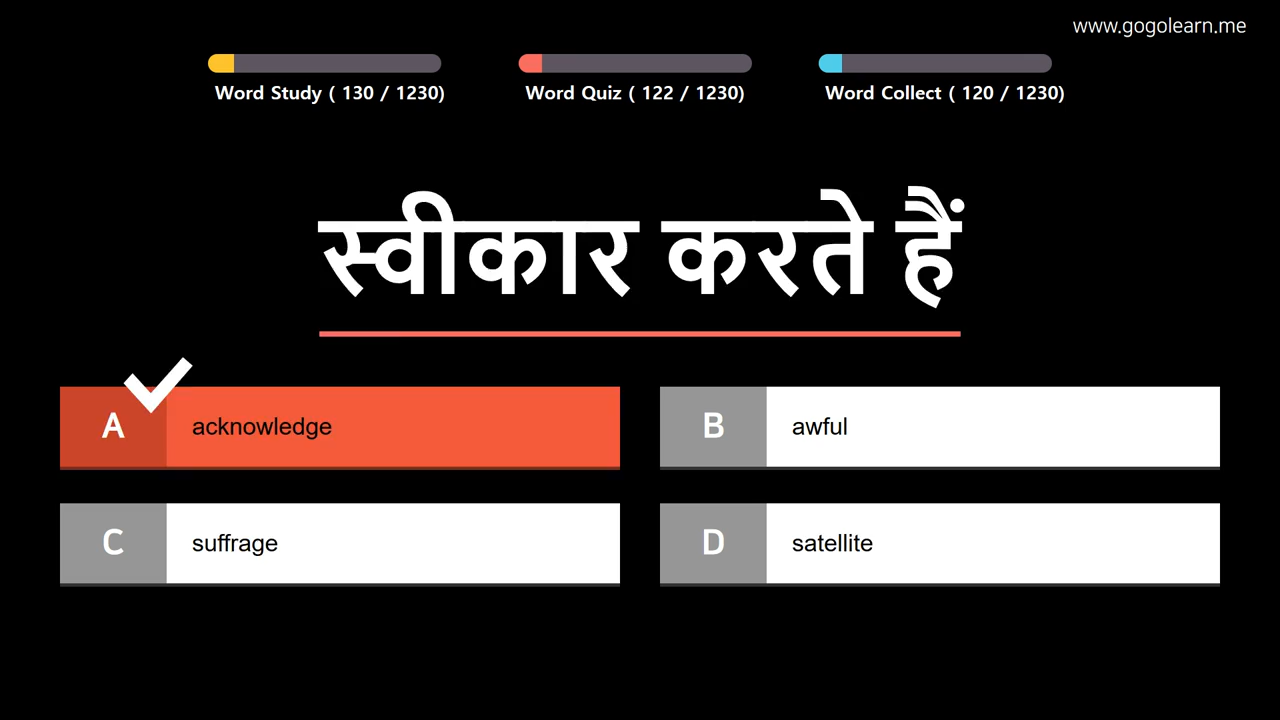 www.gogolearn.me
Word Study ( 130 / 1230)
Word Quiz ( 122 / 1230)
Word Collect ( 120 / 1230)
स्वीकार करते हैं
A acknowledge
B awful
C suffrage
D satellite